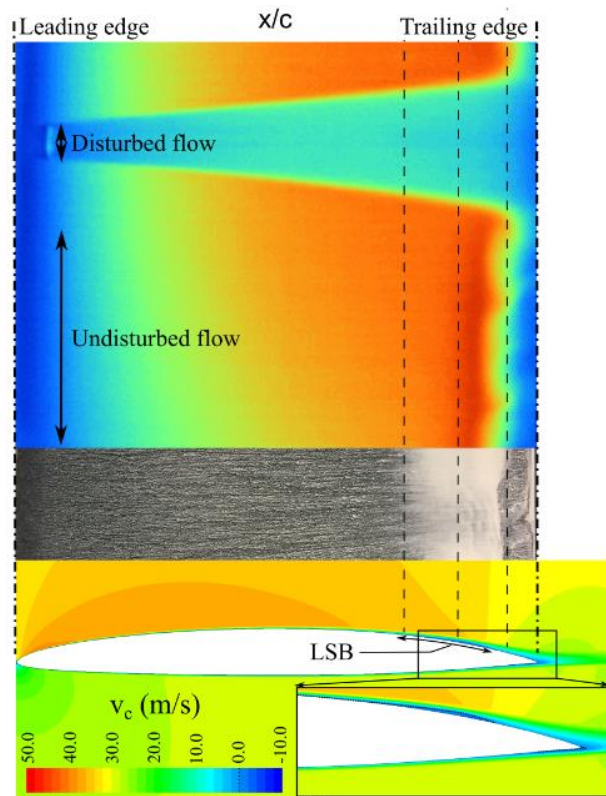 Leading edge
x/c
Trailing edge
Disturbed flow
Undisturbed flow
LSB
v_c (m/s)
50.0
40.0
30.0
20.0
10.0
0.0
-10.0